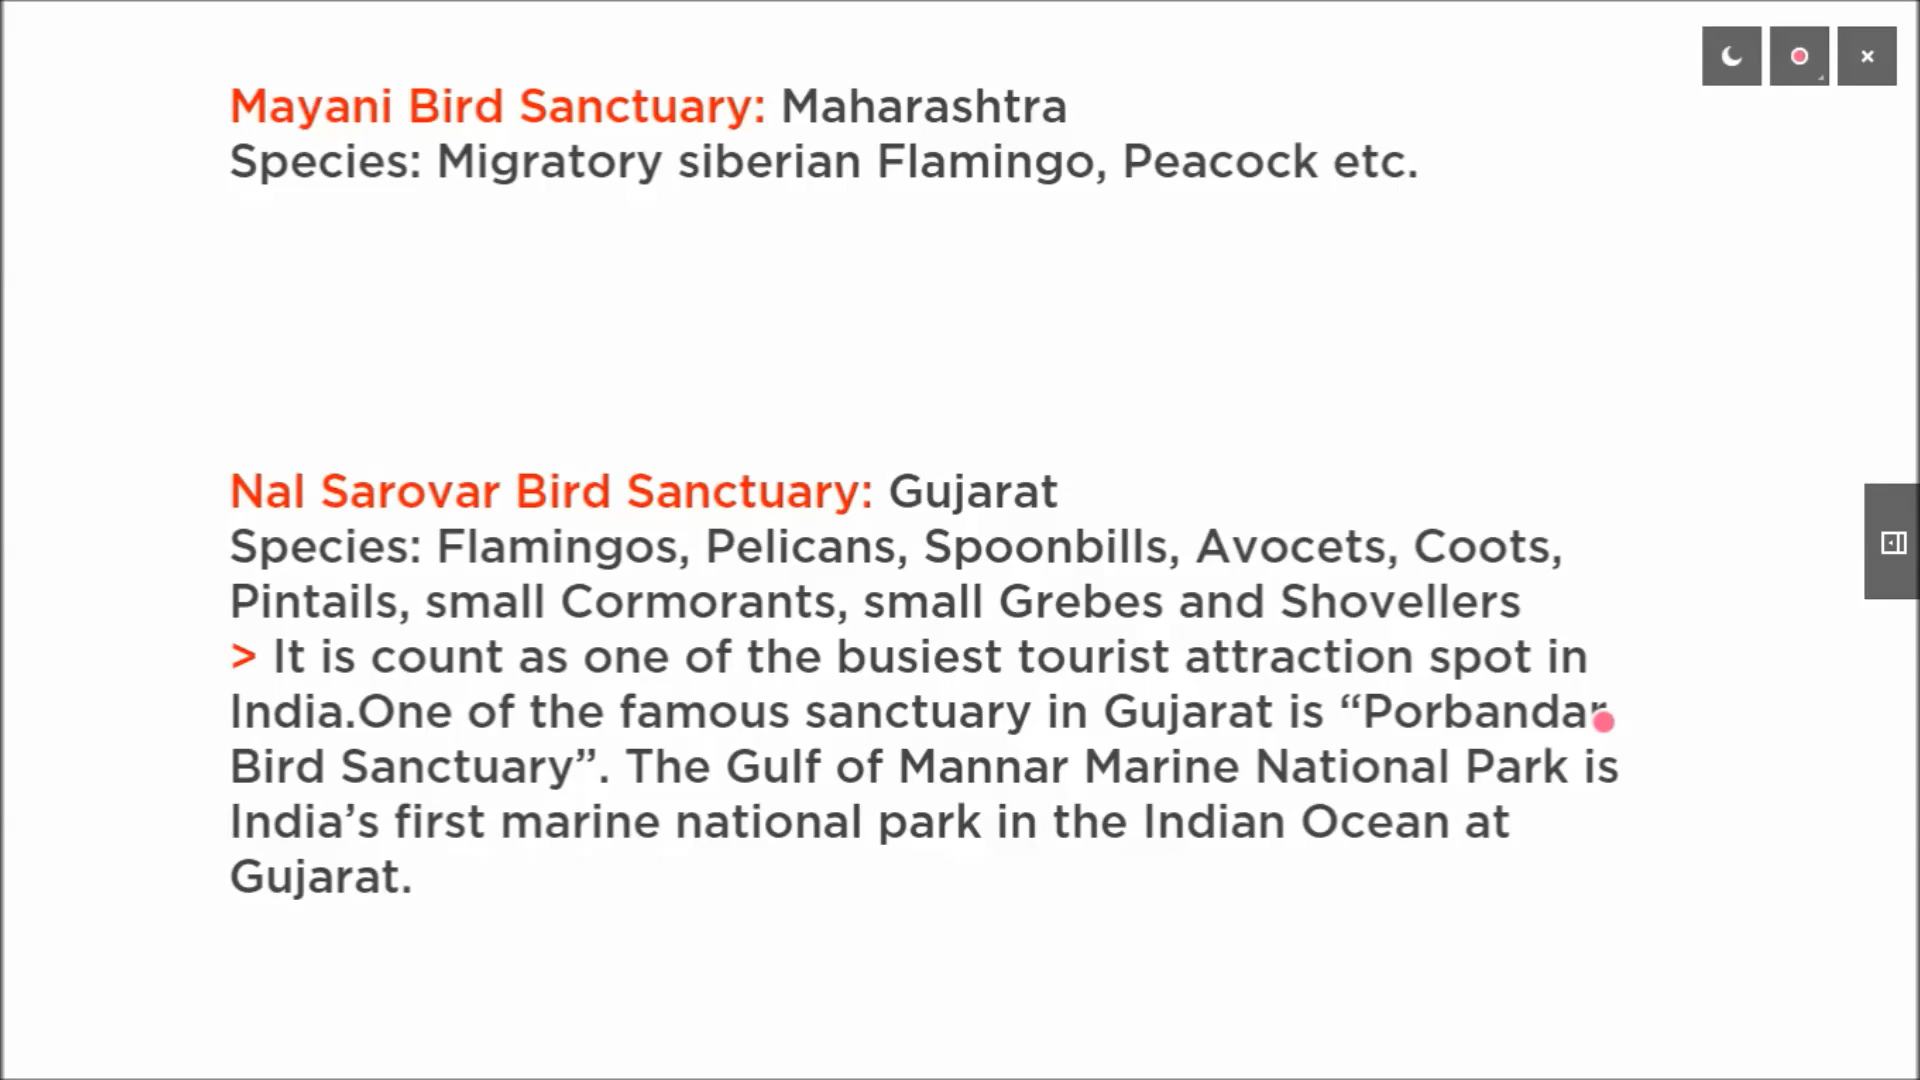 Mayani Bird Sanctuary: Maharashtra
Species: Migratory siberian Flamingo, Peacock etc.
Nal Sarovar Bird Sanctuary: Gujarat
Species: Flamingos, Pelicans, Spoonbills, Avocets, Coots,
Pintails, small Cormorants, small Grebes and Shovellers
> It is count as one of the busiest tourist attraction spot in
India.One of the famous sanctuary in Gujarat is “Porbandar
Bird Sanctuary”. The Gulf of Mannar Marine National Park is
India’s first marine national park in the Indian Ocean at
Gujarat.